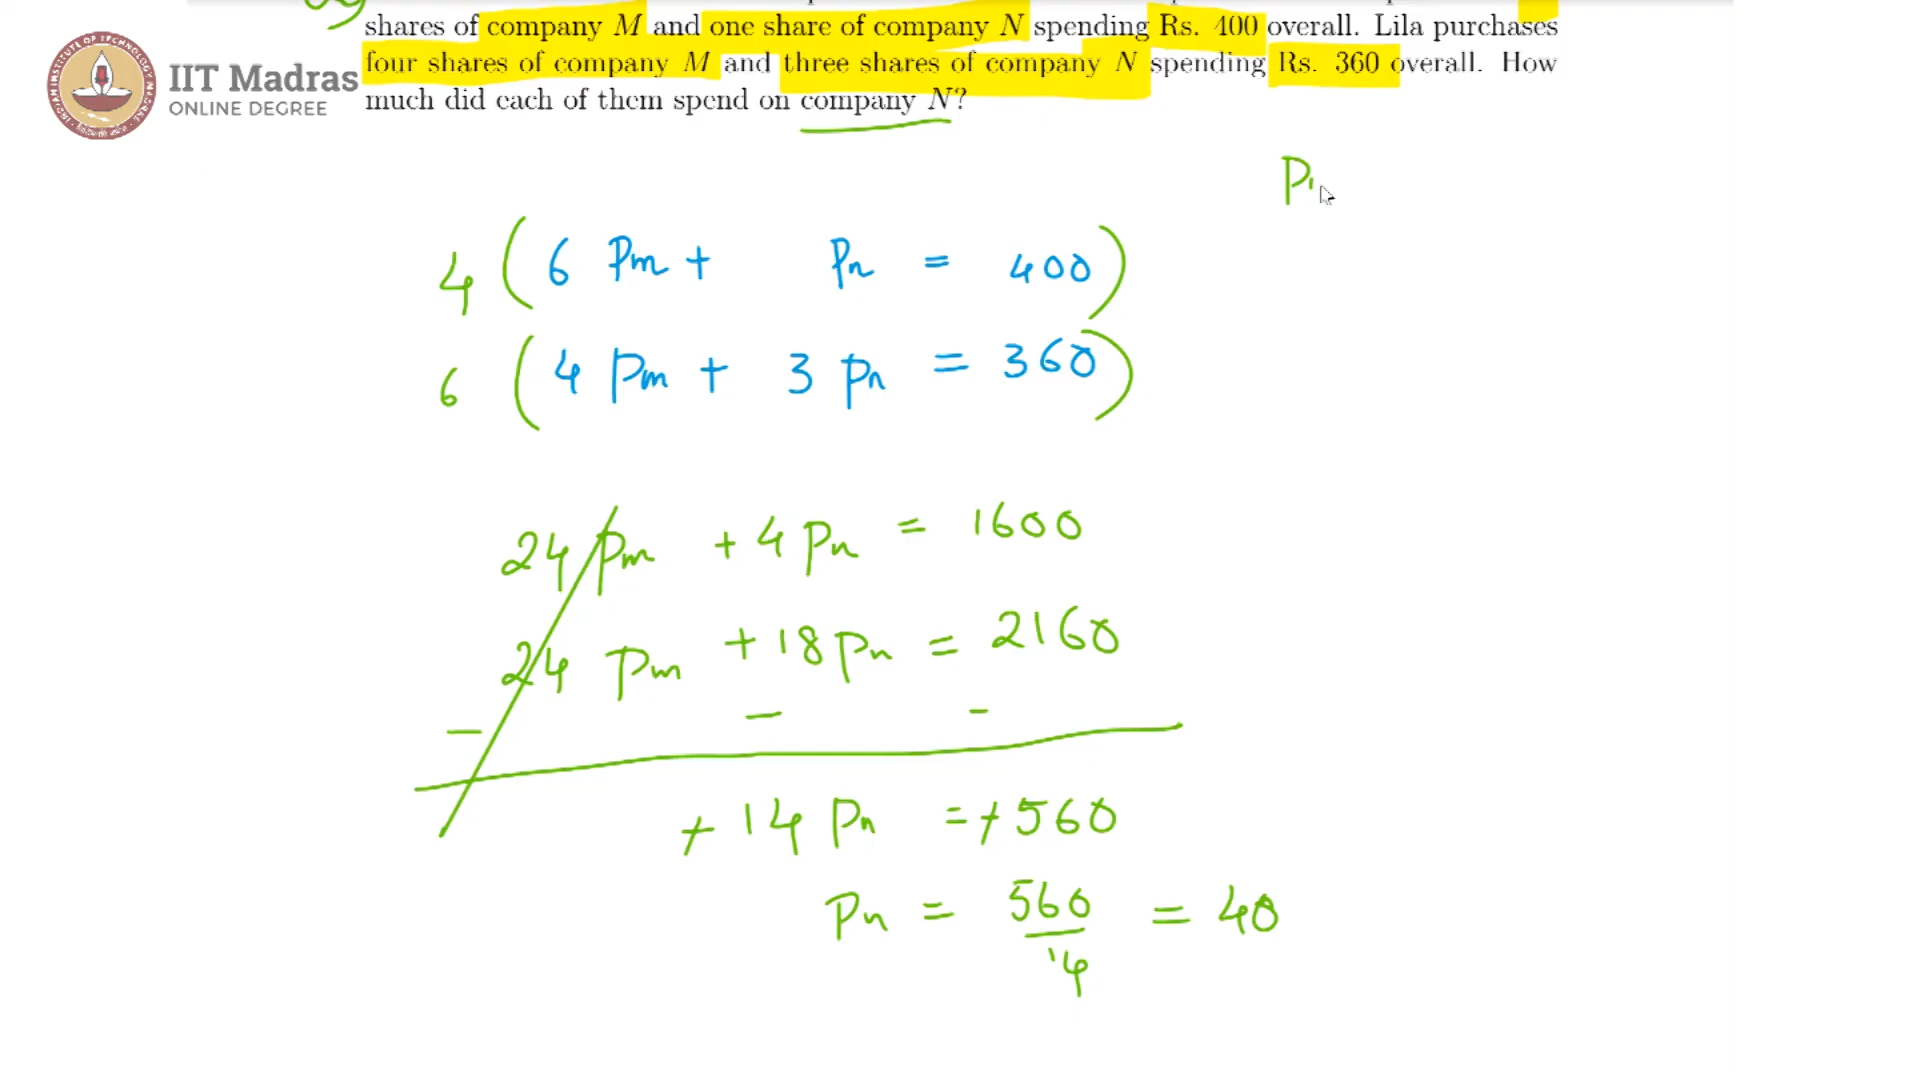 shares of company M and one share of company N spending Rs. 400 overall. Lila purchases
four shares of company M and three shares of company N spending Rs. 360 overall. How
much did each of them spend on company N?
IIT Madras
ONLINE DEGREE
P
4 ( 6 Pm + Pn = 400 )
6 ( 4 Pm + 3 Pn = 360 )
24 Pm + 4 Pn = 1600
24 Pm + 18 Pn = 2160
- - -
+ 14 Pn = + 560
Pn = 560/14 = 40